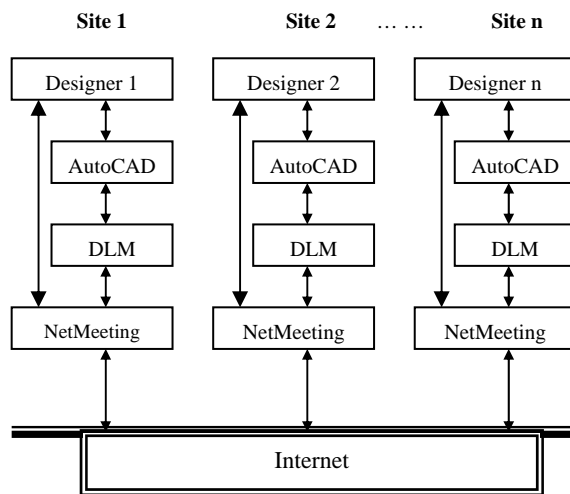 Site 1 Site 2 … … Site n
Designer 1 Designer 2 Designer n
AutoCAD AutoCAD AutoCAD
DLM DLM DLM
NetMeeting NetMeeting NetMeeting
Internet